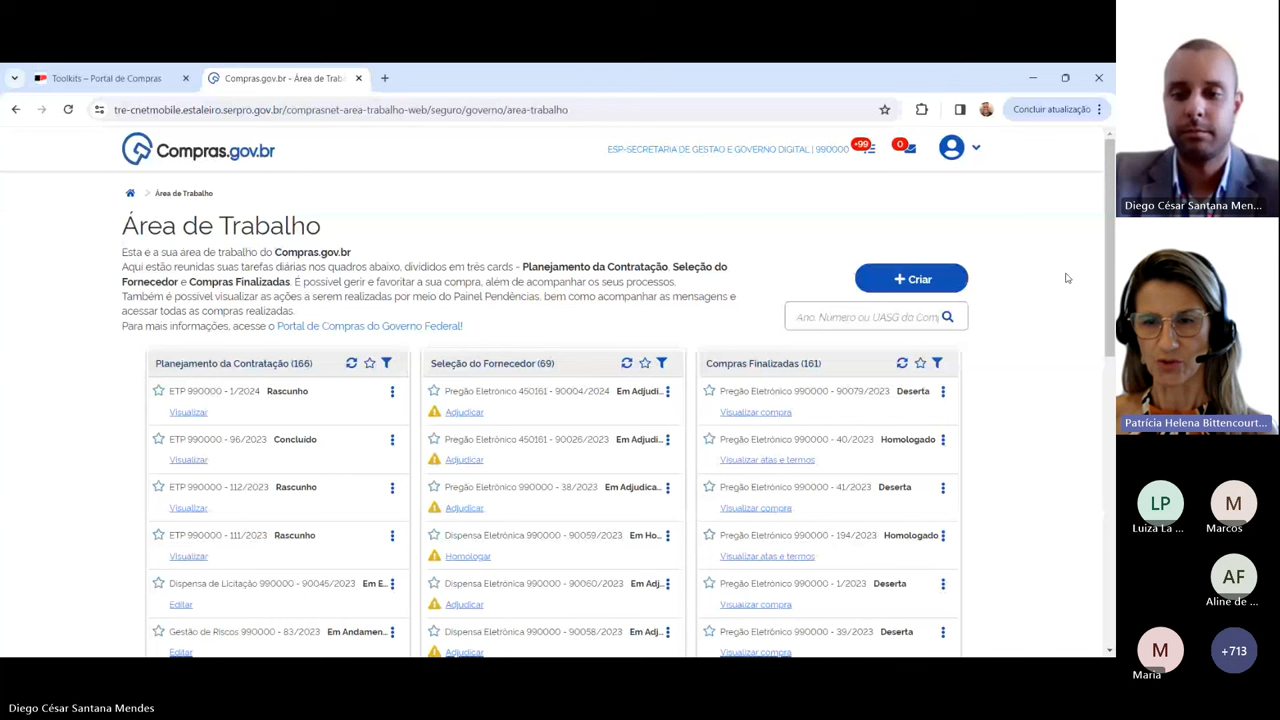 Toolkits – Portal de Compras
Compras.gov.br - Área de Trab
tre-cnetmobile.estaleiro.serpro.gov.br/comprasnet-area-trabalho-web/seguro/governo/area-trabalho
Concluir atualização
Compras.gov.br
ESP-SECRETARIA DE GESTAO E GOVERNO DIGITAL | 990000
+99
0
Área de Trabalho
Área de Trabalho
Esta e a sua area de trabalho do Compras.gov.br
Aqui estão reunidas suas tarefas diárias nos quadros abaixo, divididos em três cards - Planejamento da Contratação, Seleção do
Fornecedor e Compras Finalizadas. É possível gerir e favoritar a sua compra, além de acompanhar os seus processos.
Também é possível visualizar as ações a serem realizadas por meio do Painel Pendências, bem como acompanhar as mensagens e
acessar todas as compras realizadas.
Para mais informações, acesse o Portal de Compras do Governo Federal!
Criar
Ano, Numero ou UASG da Com
Planejamento da Contratação (166)
ETP 990000 - 1/2024 Rascunho
Visualizar
ETP 990000 - 96/2023 Concluído
Visualizar
ETP 990000 - 112/2023 Rascunho
Visualizar
ETP 990000 - 111/2023 Rascunho
Visualizar
Dispensa de Licitação 990000 - 90045/2023 Em E...
Editar
Gestão de Riscos 990000 - 83/2023 Em Andamen...
Editar
Seleção do Fornecedor (69)
Pregão Eletrônico 450161 - 90004/2024 Em Adjudi...
Adjudicar
Pregão Eletrônico 450161 - 90026/2023 Em Adjudi...
Adjudicar
Pregão Eletrônico 990000 - 38/2023 Em Adjudica...
Adjudicar
Dispensa Eletrônica 990000 - 90059/2023 Em Ho...
Homologar
Dispensa Eletrônica 990000 - 90060/2023 Em Adj...
Adjudicar
Dispensa Eletrônica 990000 - 90058/2023 Em Adj...
Adjudicar
Compras Finalizadas (161)
Pregão Eletrônico 990000 - 90079/2023 Deserta
Visualizar compra
Pregão Eletrônico 990000 - 40/2023 Homologado
Visualizar atas e termos
Pregão Eletrônico 990000 - 41/2023 Deserta
Visualizar compra
Pregão Eletrônico 990000 - 194/2023 Homologado
Visualizar atas e termos
Pregão Eletrônico 990000 - 1/2023 Deserta
Visualizar compra
Pregão Eletrônico 990000 - 39/2023 Deserta
Visualizar compra
Diego César Santana Men...
Patrícia Helena Bittencourt...
LP
Luiza La ...
M
Marcos
AF
Aline de ...
M
Maria
+713
Diego César Santana Mendes